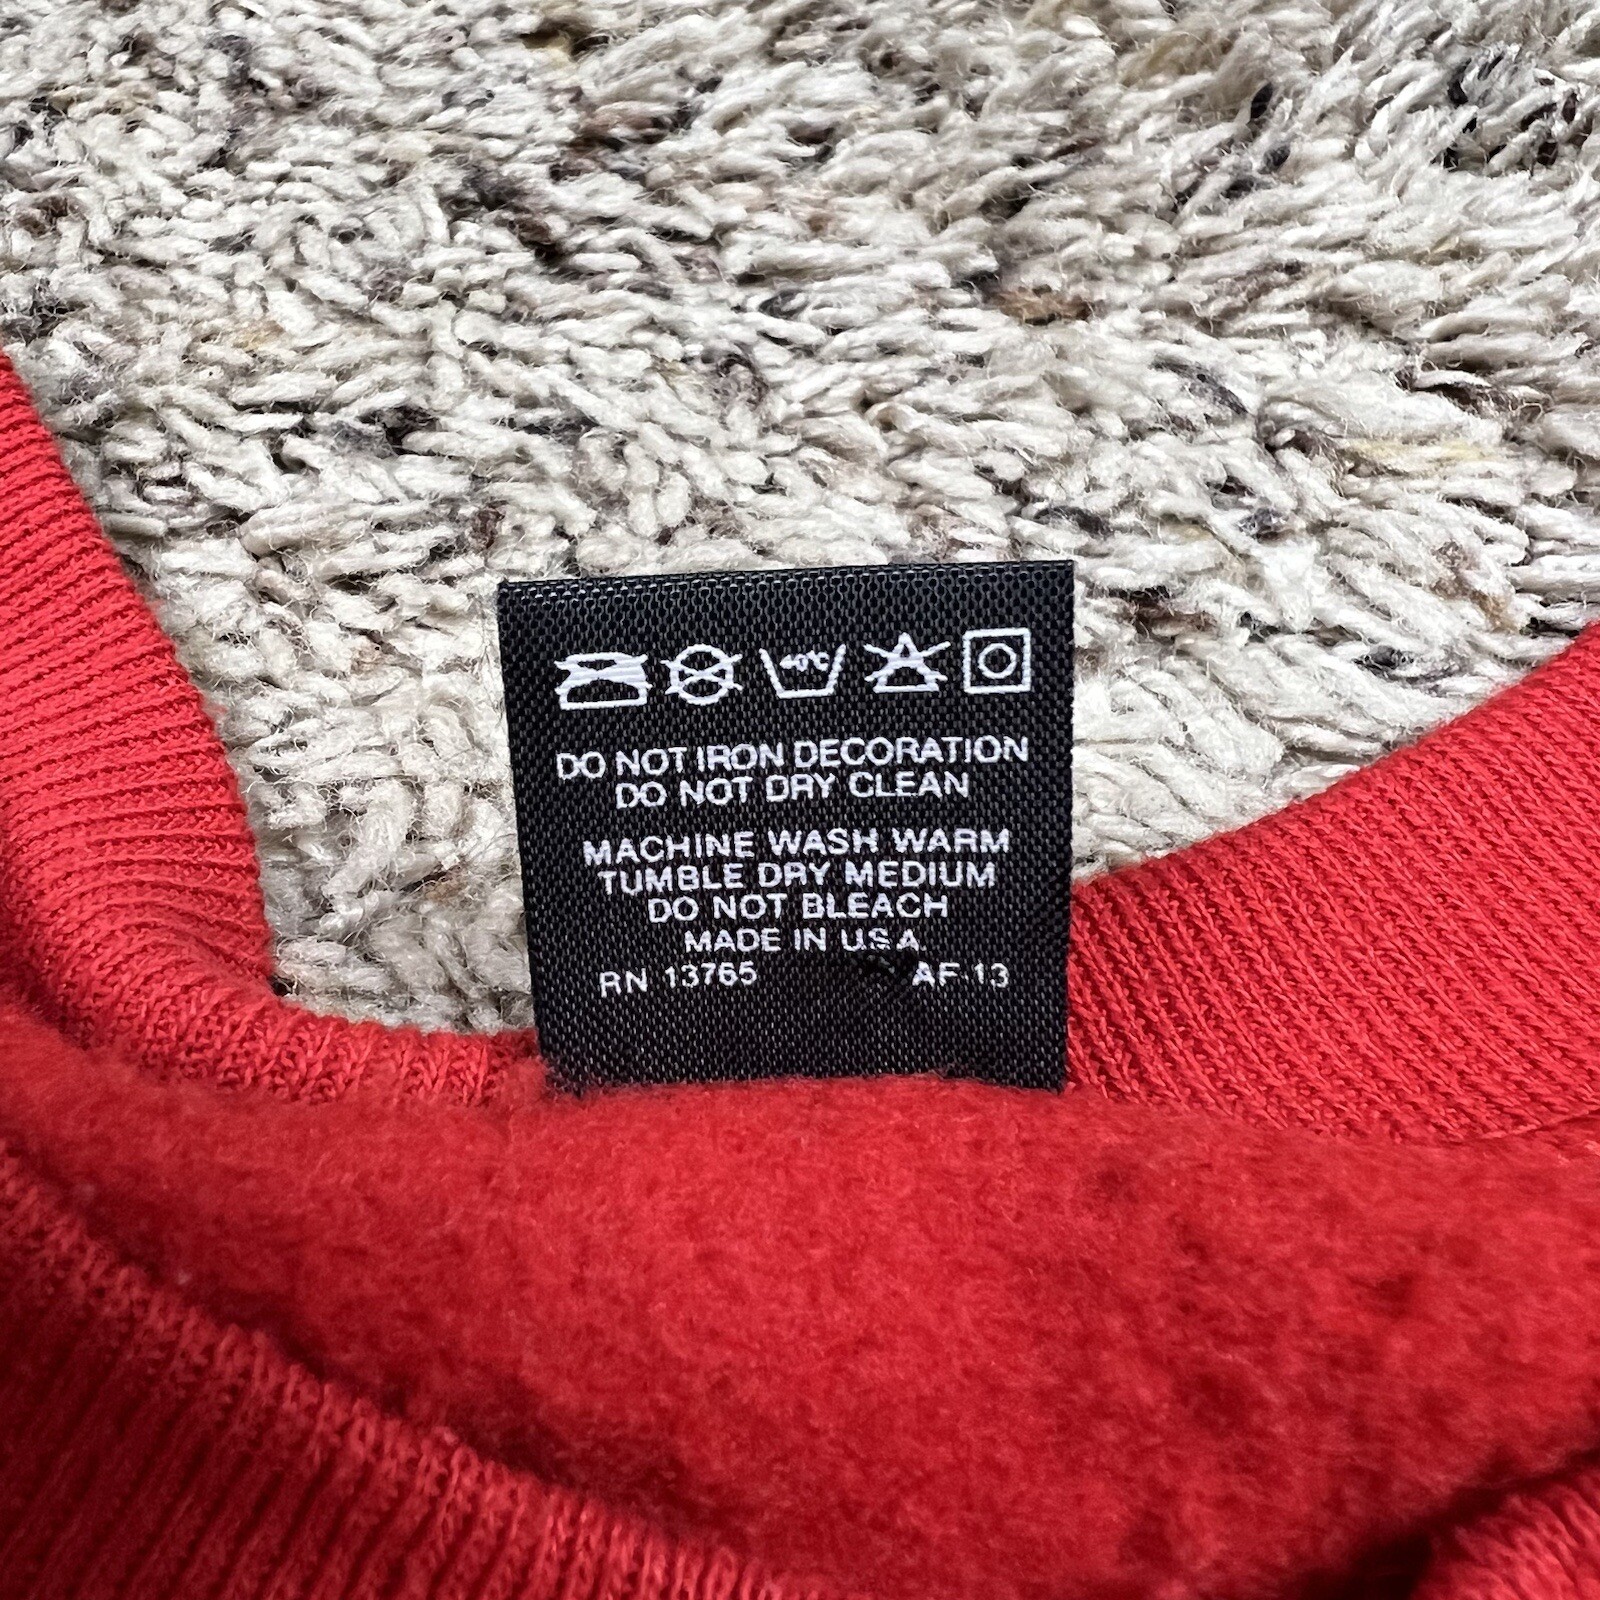 40°C
DO NOT IRON DECORATION
DO NOT DRY CLEAN
MACHINE WASH WARM
TUMBLE DRY MEDIUM
DO NOT BLEACH
MADE IN U.S.A.
RN 13765 AF 13